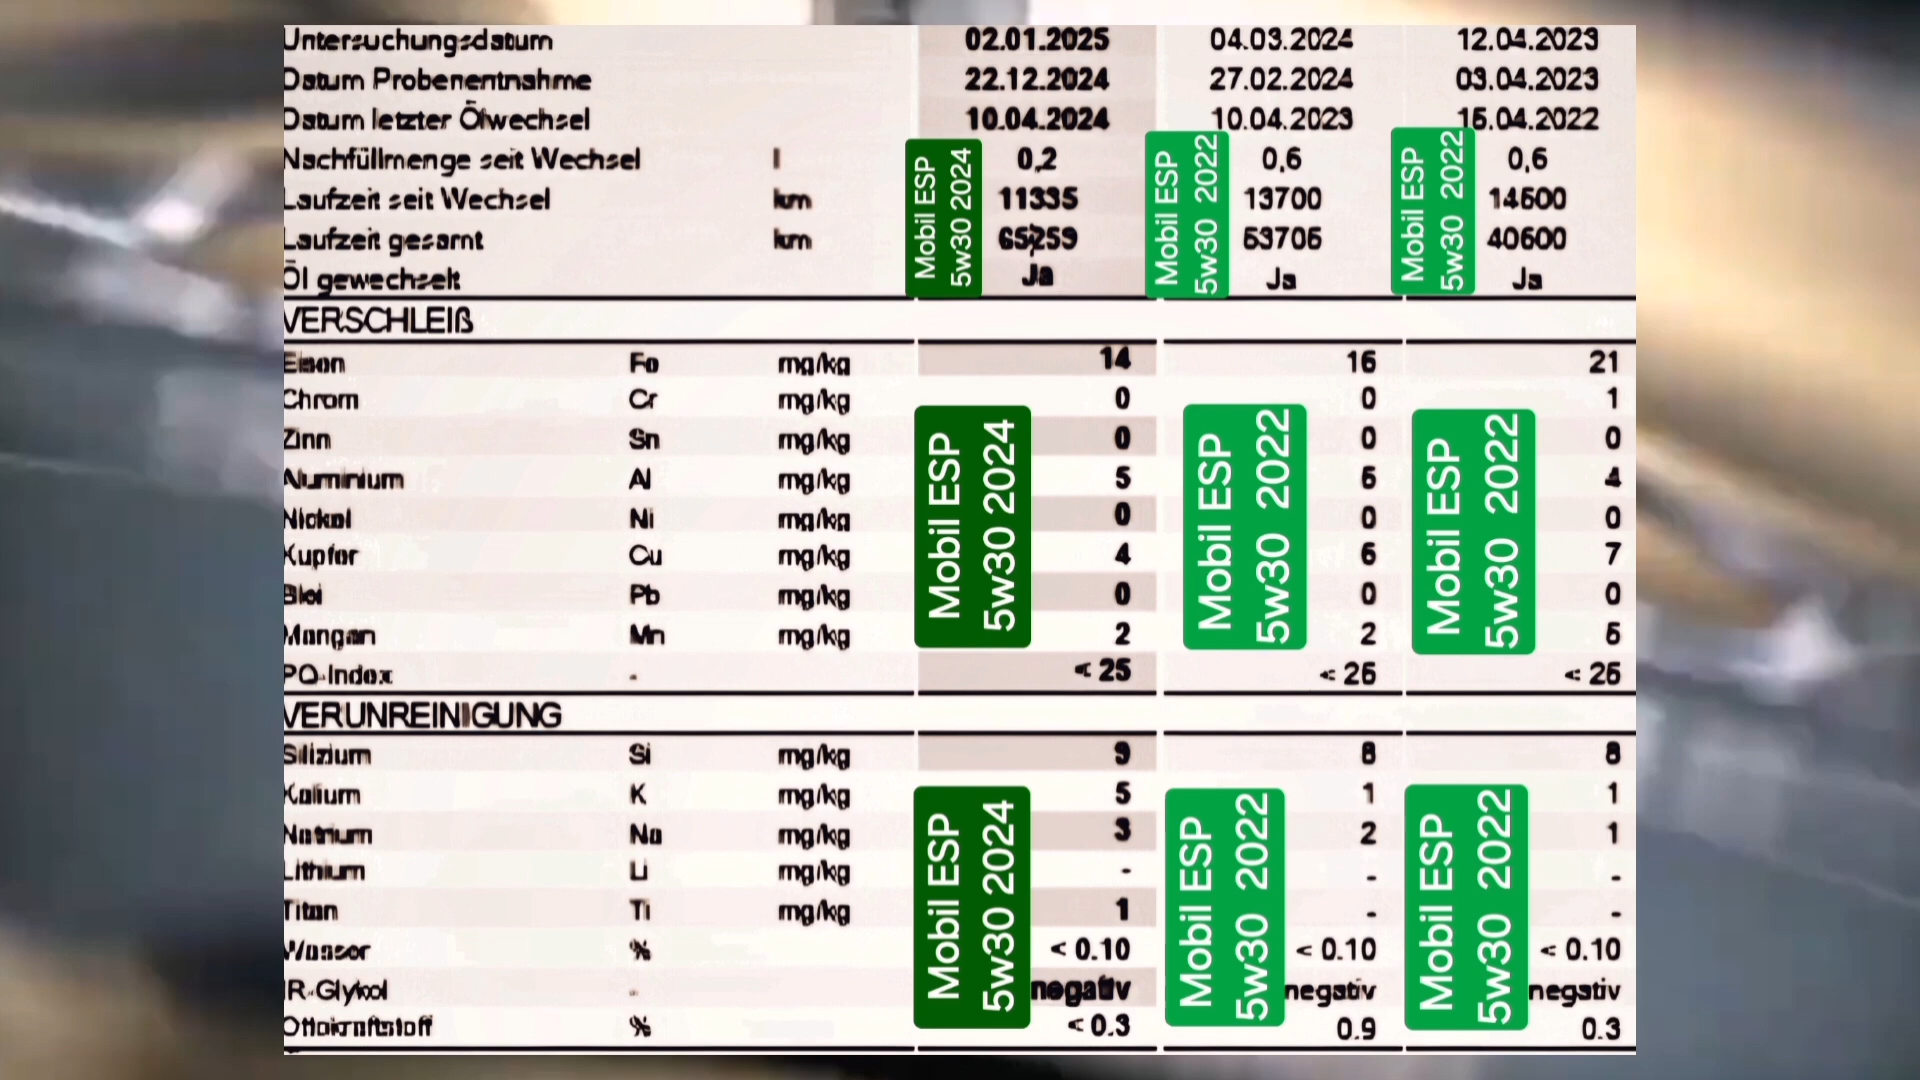 Untersuchungsdatum 02.01.2025 04.03.2024 12.04.2023
Datum Probenentnahme 22.12.2024 27.02.2024 03.04.2023
Datum letzter Ölwechsel 10.04.2024 10.04.2023 15.04.2022
Nachfüllmenge seit Wechsel l 0,2 0,6 0,6
Laufzeit seit Wechsel km 11335 13700 14600
Laufzeit gesamt km 65259 53706 40600
Öl gewechselt Ja Ja Ja
Mobil ESP
5w30 2024
Mobil ESP
5w30 2022
Mobil ESP
5w30 2022
VERSCHLEIß
Eisen Fe mg/kg 14 16 21
Chrom Cr mg/kg 0 0 1
Zinn Sn mg/kg 0 0 0
Aluminium Al mg/kg 5 5 4
Nickel Ni mg/kg 0 0 0
Kupfer Cu mg/kg 4 6 7
Blei Pb mg/kg 0 0 0
Mangan Mn mg/kg 2 2 5
PQ-Index - < 25 < 25 < 25
Mobil ESP
5w30 2024
Mobil ESP
5w30 2022
Mobil ESP
5w30 2022
VERUNREINIGUNG
Silizium Si mg/kg 9 8 8
Kalium K mg/kg 5 1 1
Natrium Na mg/kg 3 2 1
Lithium Li mg/kg - - -
Titan Ti mg/kg 1 - -
Wasser % < 0.10 < 0.10 < 0.10
IR-Glykol - negativ negativ negativ
Ottokraftstoff % < 0.3 0.9 0.3
Mobil ESP
5w30 2024
Mobil ESP
5w30 2022
Mobil ESP
5w30 2022